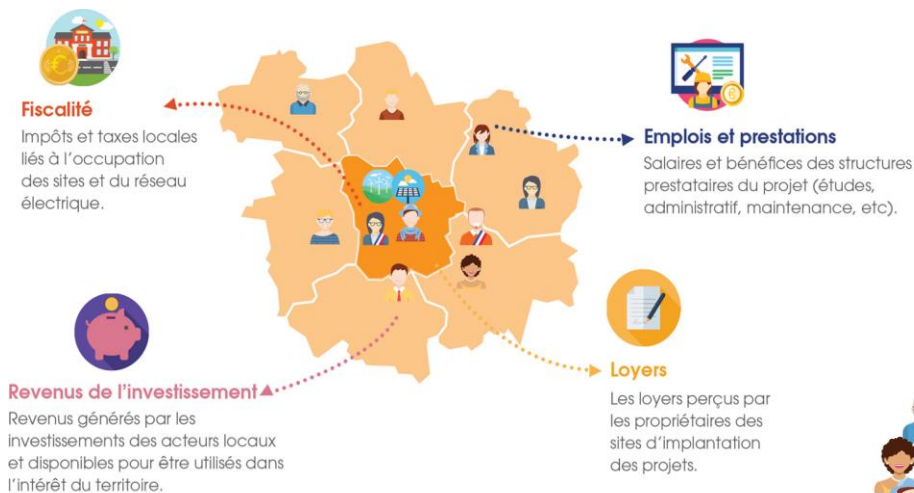 Fiscalité
Impôts et taxes locales
liés à l'occupation
des sites et du réseau
électrique.
Emplois et prestations
Salaires et bénéfices des structures
prestataires du projet (études,
administratif, maintenance, etc).
Revenus de l'investissement
Revenus générés par les
investissements des acteurs locaux
et disponibles pour être utilisés dans
l'intérêt du territoire.
Loyers
Les loyers perçus par
les propriétaires des
sites d'implantation
des projets.